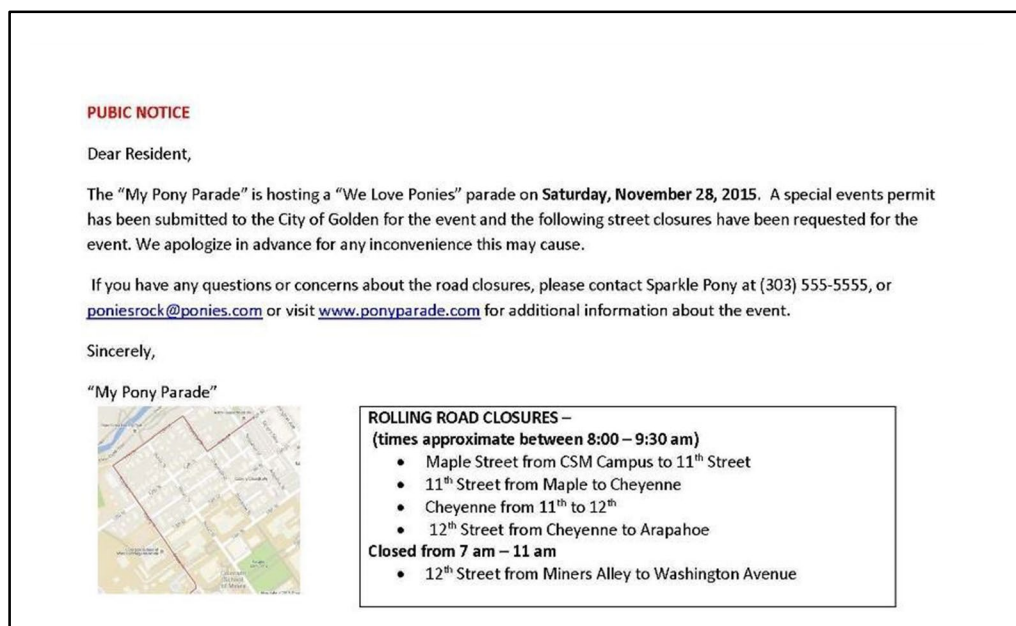 PUBIC NOTICE
Dear Resident,
The “My Pony Parade” is hosting a “We Love Ponies” parade on Saturday, November 28, 2015. A special events permit
has been submitted to the City of Golden for the event and the following street closures have been requested for the
event. We apologize in advance for any inconvenience this may cause.
If you have any questions or concerns about the road closures, please contact Sparkle Pony at (303) 555-5555, or
poniesrock@ponies.com or visit www.ponyparade.com for additional information about the event.
Sincerely,
“My Pony Parade”
ROLLING ROAD CLOSURES –
(times approximate between 8:00 – 9:30 am)
• Maple Street from CSM Campus to 11th Street
• 11th Street from Maple to Cheyenne
• Cheyenne from 11th to 12th
• 12th Street from Cheyenne to Arapahoe
Closed from 7 am – 11 am
• 12th Street from Miners Alley to Washington Avenue